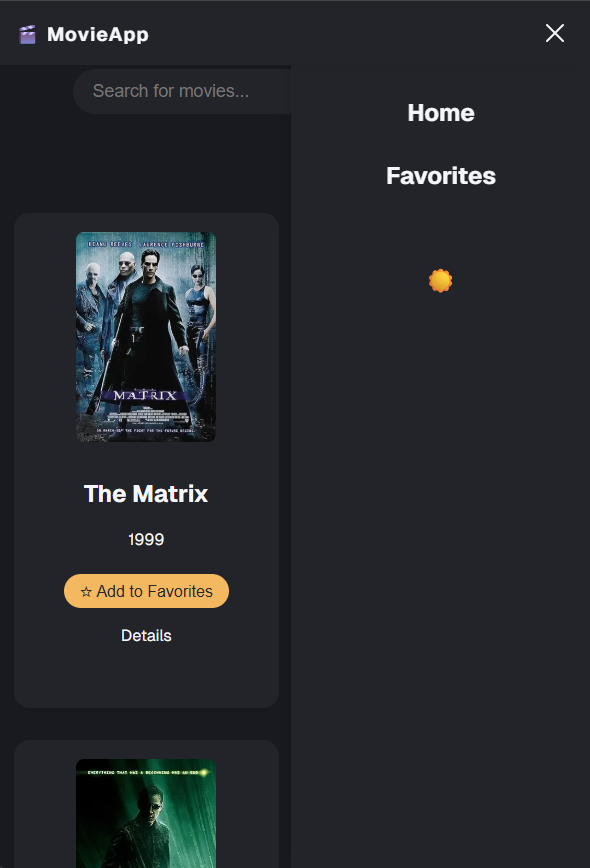 MovieApp
Search for movies...
Home
Favorites
KEANU REEVES LAURENCE FISHBURNE
MATRIX
The Matrix
1999
☆ Add to Favorites
Details
EVERYTHING THAT HAS A BEGINNING HAS AN END